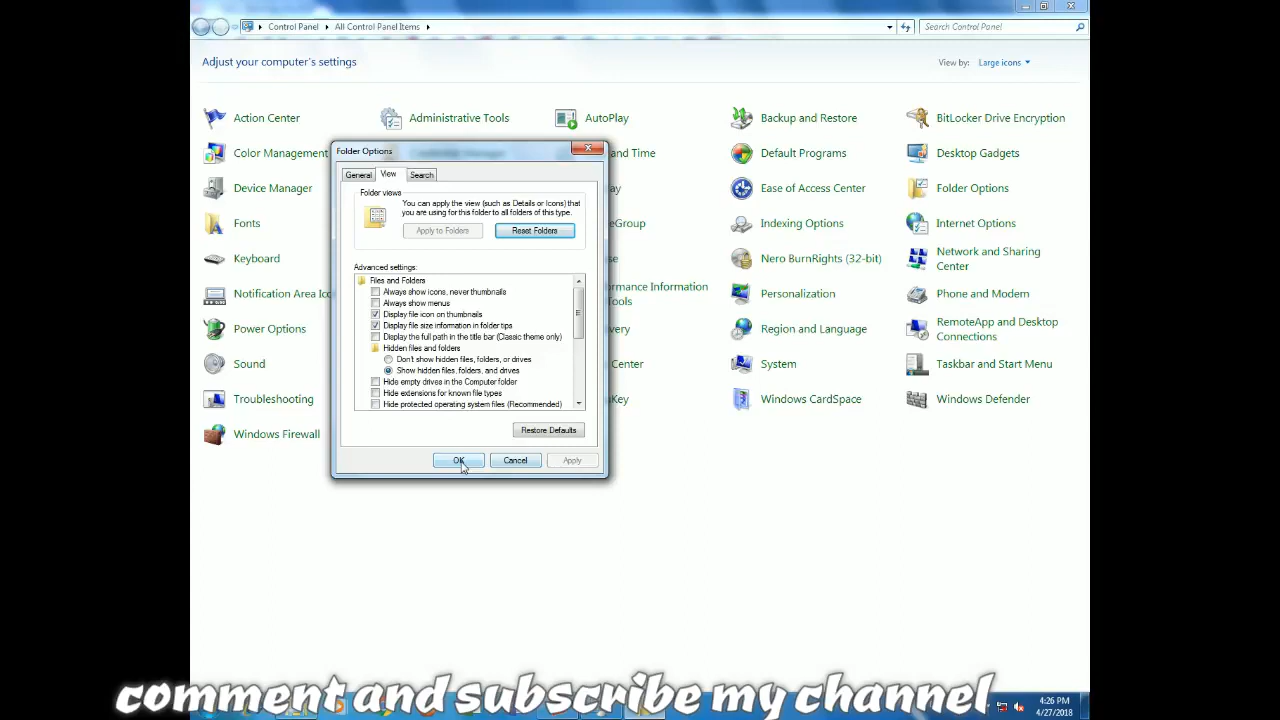 Control Panel
All Control Panel Items
Search Control Panel
Adjust your computer's settings
View by:
Large icons
Action Center
Administrative Tools
AutoPlay
Backup and Restore
BitLocker Drive Encryption
Color Management
and Time
Default Programs
Desktop Gadgets
Device Manager
Ease of Access Center
Folder Options
Fonts
eGroup
Indexing Options
Internet Options
Keyboard
Nero BurnRights (32-bit)
Network and Sharing
Center
Notification Area Ico
mance Information
Tools
Personalization
Phone and Modem
Power Options
very
Region and Language
RemoteApp and Desktop
Connections
Sound
Center
System
Taskbar and Start Menu
Troubleshooting
sKey
Windows CardSpace
Windows Defender
Windows Firewall
Folder Options
General
View
Search
Folder views
You can apply the view (such as Details or Icons) that
you are using for this folder to all folders of this type.
Apply to Folders
Reset Folders
Advanced settings:
Files and Folders
Always show icons, never thumbnails
Always show menus
Display file icon on thumbnails
Display file size information in folder tips
Display the full path in the title bar (Classic theme only)
Hidden files and folders
Don't show hidden files, folders, or drives
Show hidden files, folders, and drives
Hide empty drives in the Computer folder
Hide extensions for known file types
Hide protected operating system files (Recommended)
Restore Defaults
OK
Cancel
Apply
comment and subscribe my channel
4:26 PM
4/27/2018